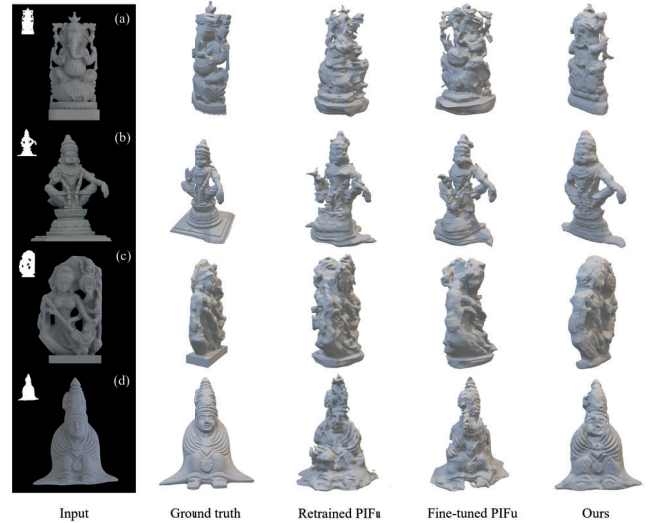 (a)
(b)
(c)
(d)
Input Ground truth Retrained PIFu Fine-tuned PIFu Ours